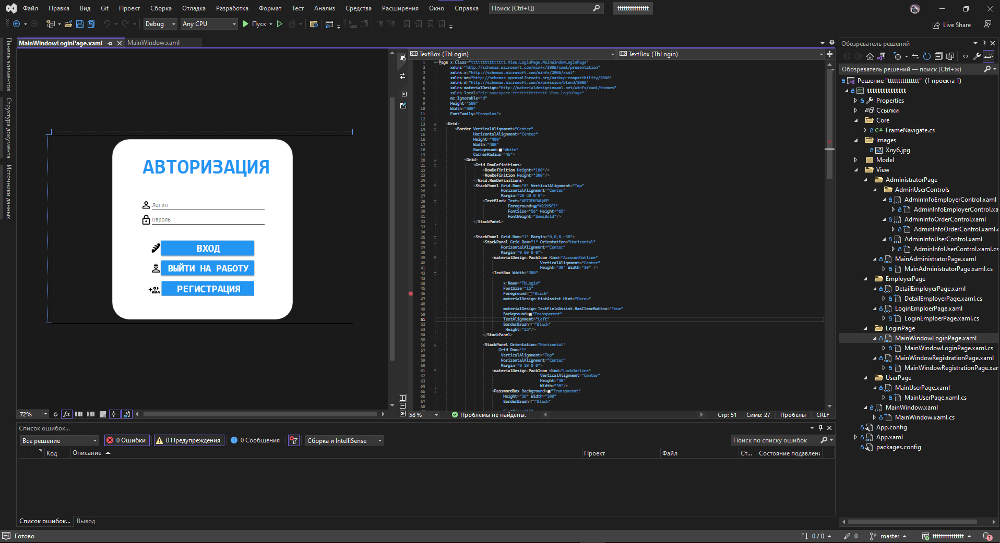 Файл Правка Вид Git Проект Сборка Отладка Разработка Формат Тест Анализ Средства Расширения Окно Справка Поиск (Ctrl+Q) ttttttttttttttt
Debug Any CPU Пуск Live Share
Панель элементов
Структура документа
Источники данных
MainWindowLoginPage.xaml MainWindow.xaml
АВТОРИЗАЦИЯ
Логин
Пароль
ВХОД
ВЫЙТИ НА РАБОТУ
РЕГИСТРАЦИЯ
72%
TextBox (TbLogin) TextBox (TbLogin)
1 <Page x:Class="ttttttttttttttt.View.LoginPage.MainWindowLoginPage"
2 xmlns="http://schemas.microsoft.com/winfx/2006/xaml/presentation"
3 xmlns:x="http://schemas.microsoft.com/winfx/2006/xaml"
4 xmlns:mc="http://schemas.openxmlformats.org/markup-compatibility/2006"
5 xmlns:d="http://schemas.microsoft.com/expression/blend/2008"
6 xmlns:materialDesign="http://materialdesigninxaml.net/winfx/xaml/themes"
7 xmlns:local="clr-namespace:ttttttttttttttt.View.LoginPage"
8 mc:Ignorable="d"
9 Height="500"
10 Width="800"
11 FontFamily="Consolas">
12
13 <Grid>
14 <Border VerticalAlignment="Center"
15 HorizontalAlignment="Center"
16 Height="480"
17 Width="480"
18 Background="White"
19 CornerRadius="45">
20 <Grid>
21 <Grid.RowDefinitions>
22 <RowDefinition Height="100"/>
23 <RowDefinition Height="300"/>
24 </Grid.RowDefinitions>
25 <StackPanel Grid.Row="0" VerticalAlignment="Top"
26 HorizontalAlignment="Center"
27 Margin="20 40 0 0">
28 <TextBlock Text="АВТОРИЗАЦИЯ"
29 Foreground="#2395f3"
30 FontSize="56" Height="65"
31 FontWeight="SemiBold"/>
32 </StackPanel>
33
34
35 <StackPanel Grid.Row="1" Margin="0,0,0,-30">
36 <StackPanel Grid.Row="1" Orientation="Horizontal"
37 HorizontalAlignment="Center"
38 Margin="0 60 0 0">
39 <materialDesign:PackIcon Kind="AccountOutline"
40 VerticalAlignment="Center"
41 Height="30" Width="30" />
42 <TextBox Width="300"
43
44 x:Name="TbLogin"
45 FontSize="15"
46 Foreground="Black"
47 materialDesign:HintAssist.Hint="Логин"
48
49 materialDesign:TextFieldAssist.HasClearButton="True"
50 Background="Transparent"
51 TextAlignment="Left"
52 BorderBrush="Black"
53 Height="25"/>
54 </StackPanel>
55
56 <StackPanel Orientation="Horizontal"
57 Grid.Row="1"
58 VerticalAlignment="Top"
59 HorizontalAlignment="Center"
60 Margin="0 10 0 0">
61 <materialDesign:PackIcon Kind="LockOutline"
62 VerticalAlignment="Center"
63 Height="30"
64 Width="30"/>
65 <PasswordBox Background="Transparent"
66 Height="26" Width="300"
67 BorderBrush="Black"
68
58 % Проблемы не найдены. Стр: 51 Симв: 27 Пробелы CRLF
Список ошибок...
Все решение 0 Ошибки 0 Предупреждения 0 Сообщения Сборка и IntelliSense Поиск по списку ошибок
Код Описание Проект Файл Ст... Состояние подавлени
Список ошибок... Вывод
Обозреватель решений
Обозреватель решений — поиск (Ctrl+ж)
Решение "ttttttttttttttt" (1 проекта 1)
ttttttttttttttt
Properties
Ссылки
Core
FrameNavigate.cs
Images
Хлуб.jpg
Model
View
AdministratorPage
AdminUserControls
AdminInfoEmployerControl.xaml
AdminInfoEmployerControl.xa
AdminInfoOrderControl.xaml
AdminInfoOrderControl.xaml.c
AdminInfoUserControl.xaml
AdminInfoUserControl.xaml.cs
MainAdministratorPage.xaml
MainAdministratorPage.xaml.cs
EmployerPage
DetailEmployerPage.xaml
DetailEmployerPage.xaml.cs
LoginEmploerPage.xaml
LoginEmploerPage.xaml.cs
LoginPage
MainWindowLoginPage.xaml
MainWindowLoginPage.xaml.cs
MainWindowRegistrationPage.xaml
MainWindowRegistrationPage.xan
UserPage
MainUserPage.xaml
MainUserPage.xaml.cs
MainWindow.xaml
MainWindow.xaml.cs
App.config
App.xaml
packages.config
Готово 0 / 0 0 master ttttttttttttttt 1